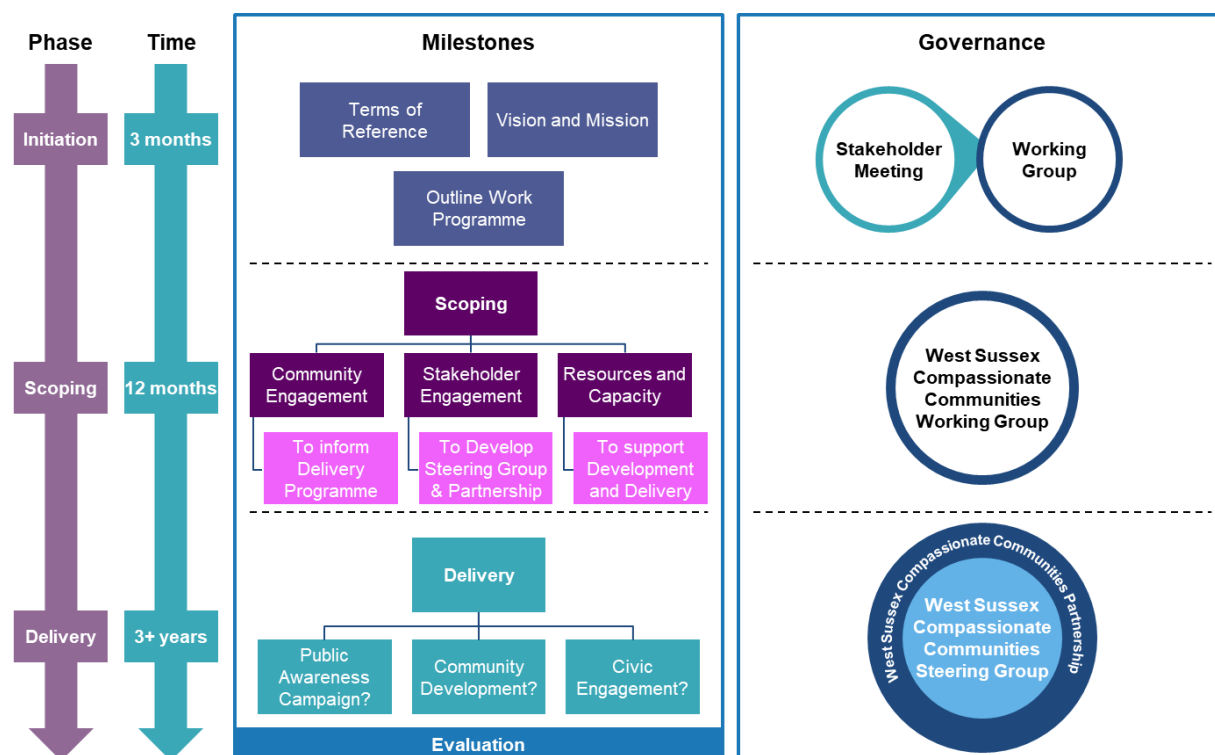 Phase
Time
Milestones
Governance
Initiation
3 months
Terms of
Reference
Vision and Mission
Outline Work
Programme
Stakeholder
Meeting
Working
Group
Scoping
12 months
Scoping
Community
Engagement
Stakeholder
Engagement
Resources and
Capacity
To inform
Delivery
Programme
To Develop
Steering Group
& Partnership
To support
Development
and Delivery
West Sussex
Compassionate
Communities
Working Group
Delivery
3+ years
Delivery
Public
Awareness
Campaign?
Community
Development?
Civic
Engagement?
West Sussex Compassionate Communities Partnership
West Sussex
Compassionate
Communities
Steering Group
Evaluation